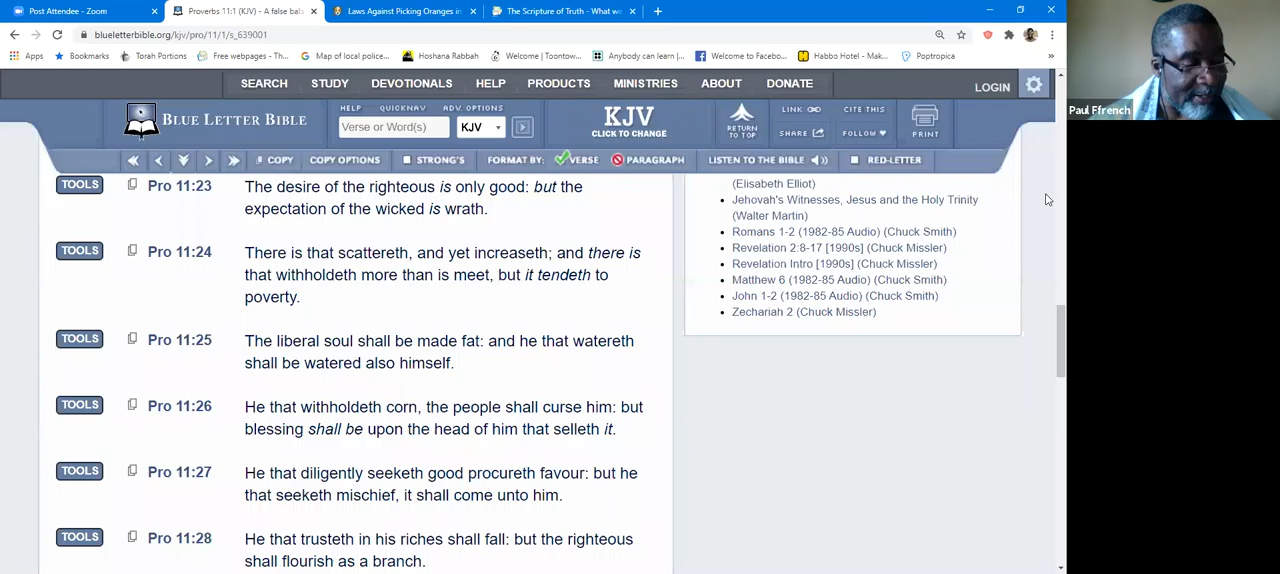 Post Attendee - Zoom
Proverbs 11:1 (KJV) - A false bala
Laws Against Picking Oranges in
The Scripture of Truth - What we
blueletterbible.org/kjv/pro/11/1/s_639001
Apps
Bookmarks
Torah Portions
Free webpages - Th...
Map of local police...
Hoshana Rabbah
Welcome | Toontow...
Anybody can learn |...
Welcome to Facebo...
Habbo Hotel - Mak...
Poptropica
SEARCH STUDY DEVOTIONALS HELP PRODUCTS MINISTRIES ABOUT DONATE
LOGIN
BLUE LETTER BIBLE
HELP QUICKNAV ADV. OPTIONS
Verse or Word(s)
KJV
KJV
CLICK TO CHANGE
RETURN
TO TOP
LINK
CITE THIS
SHARE
FOLLOW
PRINT
COPY COPY OPTIONS STRONG'S FORMAT BY: VERSE PARAGRAPH LISTEN TO THE BIBLE RED-LETTER
TOOLS Pro 11:23 The desire of the righteous is only good: but the
expectation of the wicked is wrath.
TOOLS Pro 11:24 There is that scattereth, and yet increaseth; and there is
that withholdeth more than is meet, but it tendeth to
poverty.
TOOLS Pro 11:25 The liberal soul shall be made fat: and he that watereth
shall be watered also himself.
TOOLS Pro 11:26 He that withholdeth corn, the people shall curse him: but
blessing shall be upon the head of him that selleth it.
TOOLS Pro 11:27 He that diligently seeketh good procureth favour: but he
that seeketh mischief, it shall come unto him.
TOOLS Pro 11:28 He that trusteth in his riches shall fall: but the righteous
shall flourish as a branch.
(Elisabeth Elliot)
Jehovah's Witnesses, Jesus and the Holy Trinity
(Walter Martin)
Romans 1-2 (1982-85 Audio) (Chuck Smith)
Revelation 2:8-17 [1990s] (Chuck Missler)
Revelation Intro [1990s] (Chuck Missler)
Matthew 6 (1982-85 Audio) (Chuck Smith)
John 1-2 (1982-85 Audio) (Chuck Smith)
Zechariah 2 (Chuck Missler)
Paul Ffrench